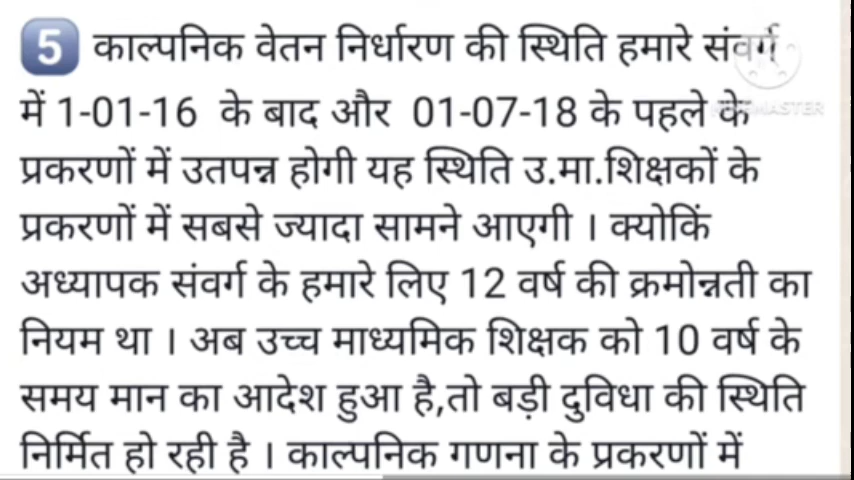 5 काल्पनिक वेतन निर्धारण की स्थिति हमारे संवर्ग
में 1-01-16 के बाद और 01-07-18 के पहले के
प्रकरणों में उतपन्न होगी यह स्थिति उ.मा.शिक्षकों के
प्रकरणों में सबसे ज्यादा सामने आएगी । क्योकिं
अध्यापक संवर्ग के हमारे लिए 12 वर्ष की क्रमोन्नती का
नियम था । अब उच्च माध्यमिक शिक्षक को 10 वर्ष के
समय मान का आदेश हुआ है,तो बड़ी दुविधा की स्थिति
निर्मित हो रही है । काल्पनिक गणना के प्रकरणों में